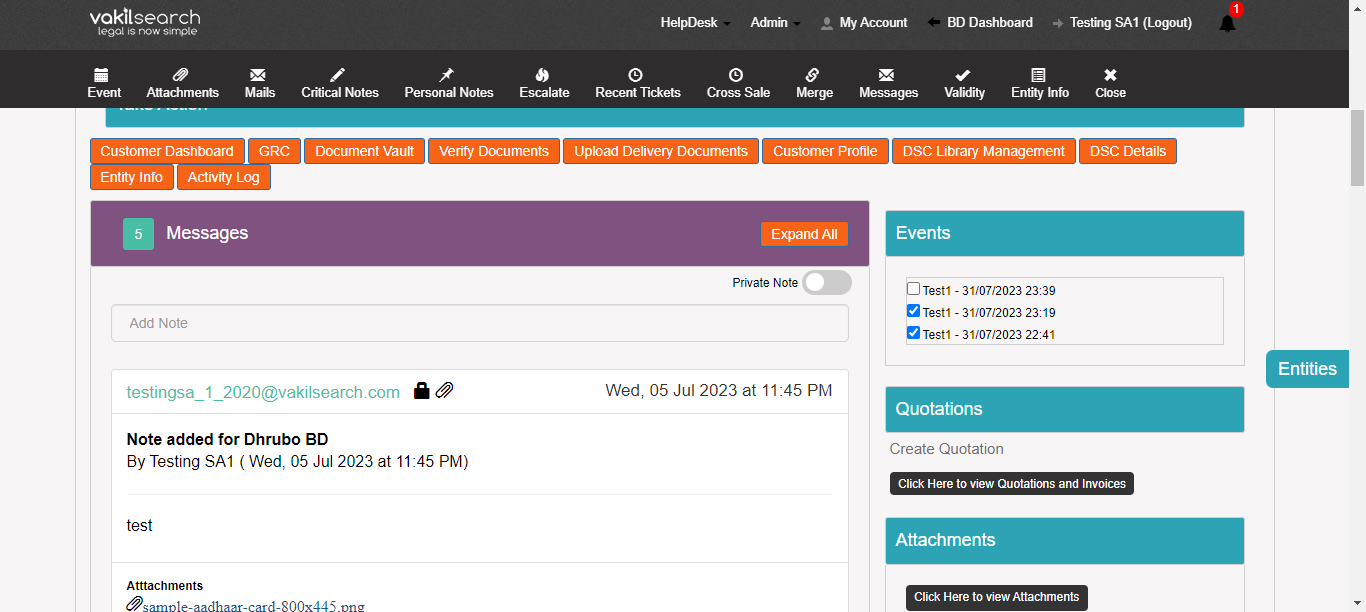 vakilsearch
legal is now simple
HelpDesk Admin My Account BD Dashboard Testing SA1 (Logout) 1
Event Attachments Mails Critical Notes Personal Notes Escalate Recent Tickets Cross Sale Merge Messages Validity Entity Info Close
Take Action
Customer Dashboard GRC Document Vault Verify Documents Upload Delivery Documents Customer Profile DSC Library Management DSC Details
Entity Info Activity Log
5 Messages Expand All
Private Note
Add Note
testingsa_1_2020@vakilsearch.com Wed, 05 Jul 2023 at 11:45 PM
Note added for Dhrubo BD
By Testing SA1 ( Wed, 05 Jul 2023 at 11:45 PM)
test
Atttachments
sample-aadhaar-card-800x445.png
Events
Test1 - 31/07/2023 23:39
Test1 - 31/07/2023 23:19
Test1 - 31/07/2023 22:41
Entities
Quotations
Create Quotation
Click Here to view Quotations and Invoices
Attachments
Click Here to view Attachments